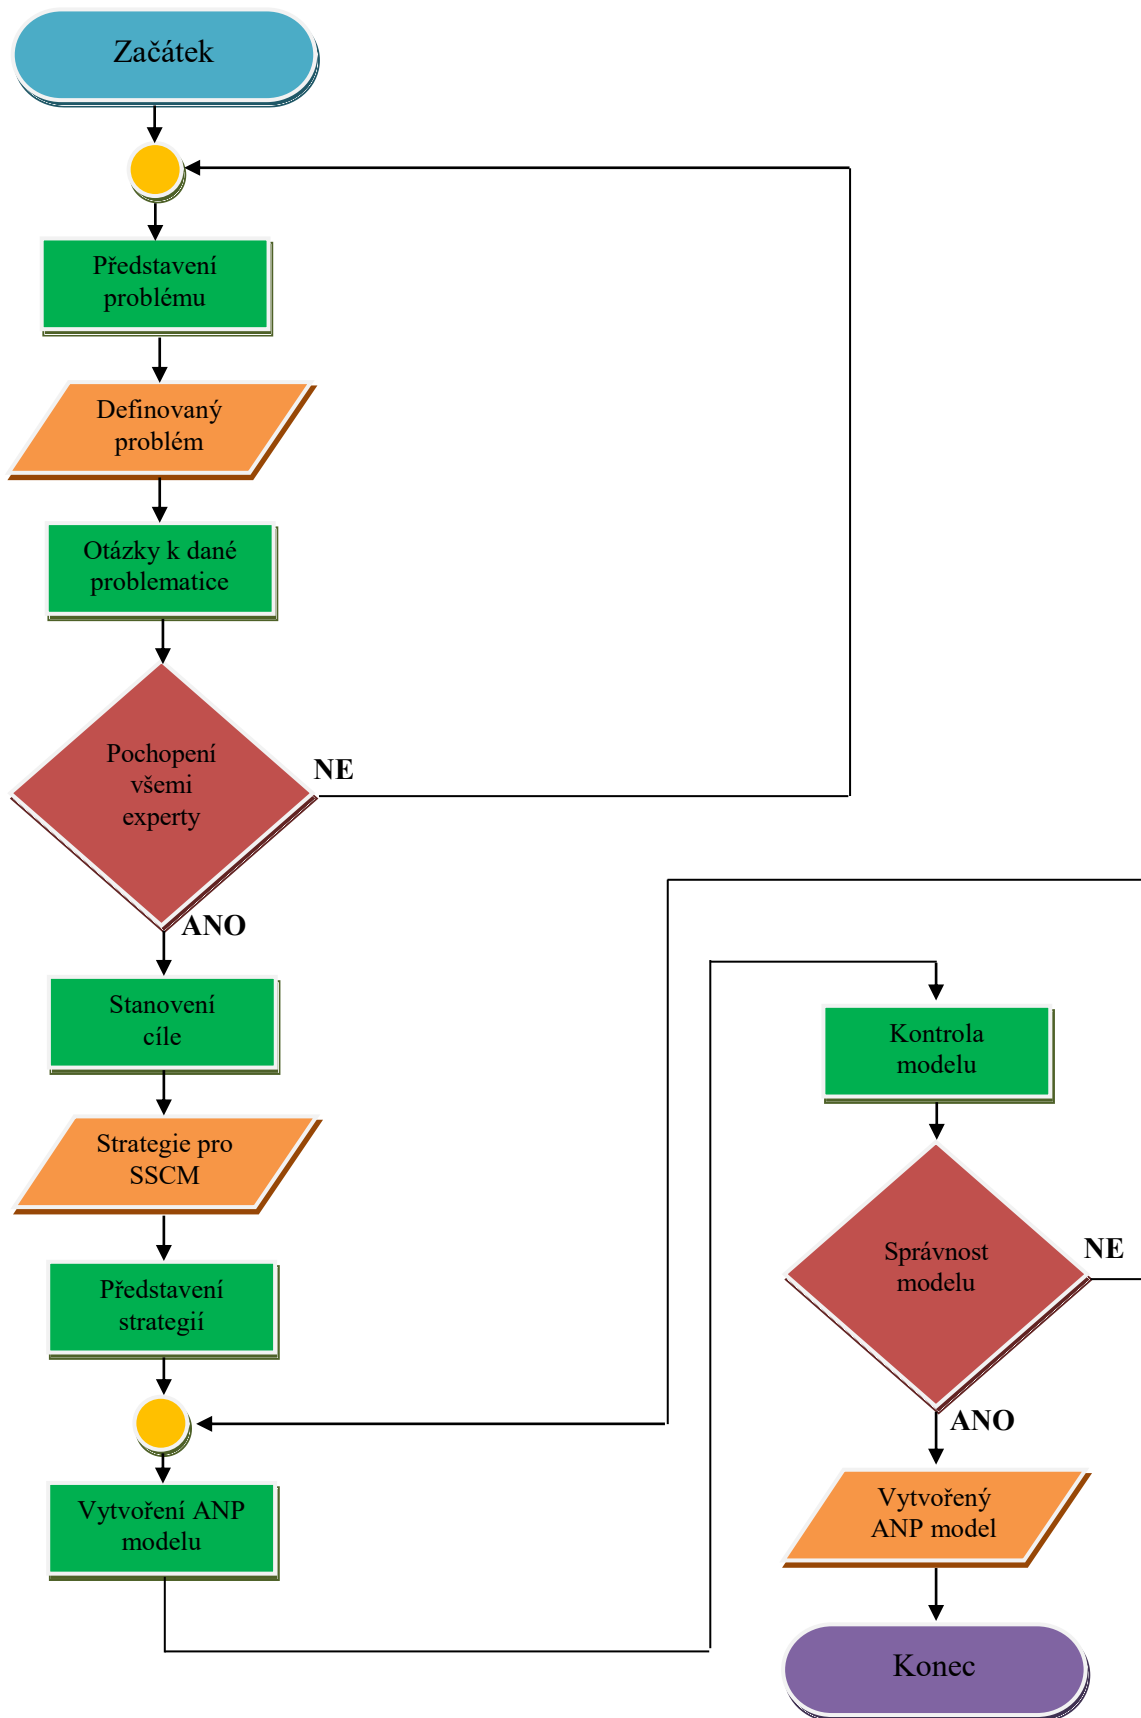 Začátek
Představení
problému
Definovaný
problém
Otázky k dané
problematice
Pochopení
všemi
experty
NE
ANO
Stanovení
cíle
Strategie pro
SSCM
Představení
strategií
Vytvoření ANP
modelu
Kontrola
modelu
Správnost
modelu
NE
ANO
Vytvořený
ANP model
Konec